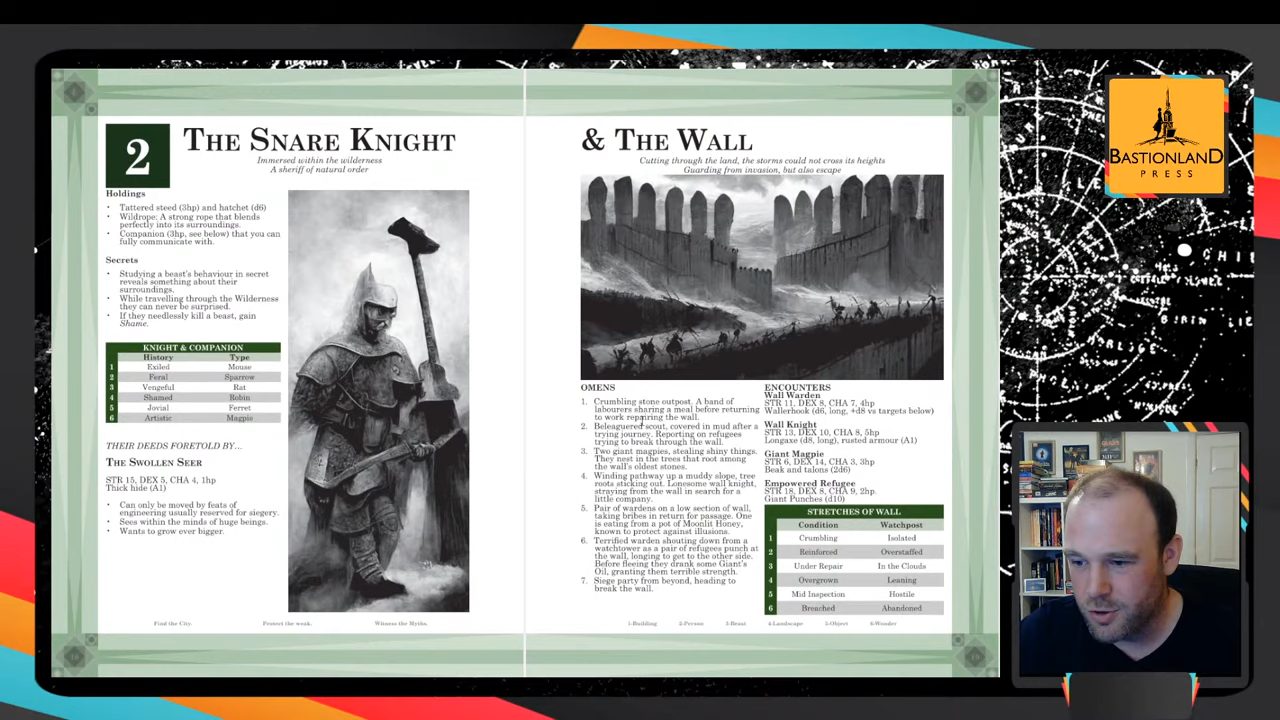 2
THE SNARE KNIGHT
Immersed within the wilderness
A sheriff of natural order
Holdings
• Tattered steed (3hp) and hatchet (d6)
• Wildrope: A strong rope that blends
perfectly into its surroundings.
• Companion (3hp, see below) that you can
fully communicate with.
Secrets
• Studying a beast's behaviour in secret
reveals something about their
surroundings.
• While travelling through the Wilderness
they can never be surprised.
• If they needlessly kill a beast, gain
Shame.
KNIGHT & COMPANION
History Type
1 Exiled Mouse
2 Feral Sparrow
3 Vengeful Rat
4 Shamed Robin
5 Jovial Ferret
6 Artistic Magpie
THEIR DEEDS FORETOLD BY...
THE SWOLLEN SEER
STR 15, DEX 5, CHA 4, 1hp
Thick hide (A1)
• Can only be moved by feats of
engineering usually reserved for siegery.
• Sees within the minds of huge beings.
• Wants to grow ever bigger.
Find the City. Protect the weak. Witness the Myths.
& THE WALL
Cutting through the land, the storms could not cross its heights
Guarding from invasion, but also escape
OMENS
1. Crumbling stone outpost. A band of
labourers sharing a meal before returning
to work repairing the wall.
2. Beleaguered scout, covered in mud after a
trying journey. Reporting on refugees
trying to break through the wall.
3. Two giant magpies, stealing shiny things.
They nest in the trees that root among
the wall's oldest stones.
4. Winding pathway up a muddy slope, tree
roots sticking out. Lonesome wall knight,
straying from the wall in search for a
little company.
5. Pair of wardens on a low section of wall,
taking bribes in return for passage. One
is eating from a pot of Moonlit Honey,
known to protect against illusions.
6. Terrified warden shouting down from a
watchtower as a pair of refugees punch at
the wall, longing to get to the other side.
Before fleeing they drank some Giant's
Oil, granting them terrible strength.
7. Siege party from beyond, heading to
break the wall.
ENCOUNTERS
Wall Warden
STR 11, DEX 8, CHA 7, 4hp
Wallerhook (d6, long, +d8 vs targets below)
Wall Knight
STR 13, DEX 10, CHA 8, 5hp
Longaxe (d8, long), rusted armour (A1)
Giant Magpie
STR 6, DEX 14, CHA 3, 3hp
Beak and talons (2d6)
Empowered Refugee
STR 18, DEX 8, CHA 9, 2hp.
Giant Punches (d10)
STRETCHES OF WALL
Condition Watchpost
1 Crumbling Isolated
2 Reinforced Overstaffed
3 Under Repair In the Clouds
4 Overgrown Leaning
5 Mid Inspection Hostile
6 Breached Abandoned
1-Building 2-Person 3-Beast 4-Landscape 5-Object 6-Wonder
BASTIONLAND
PRESS